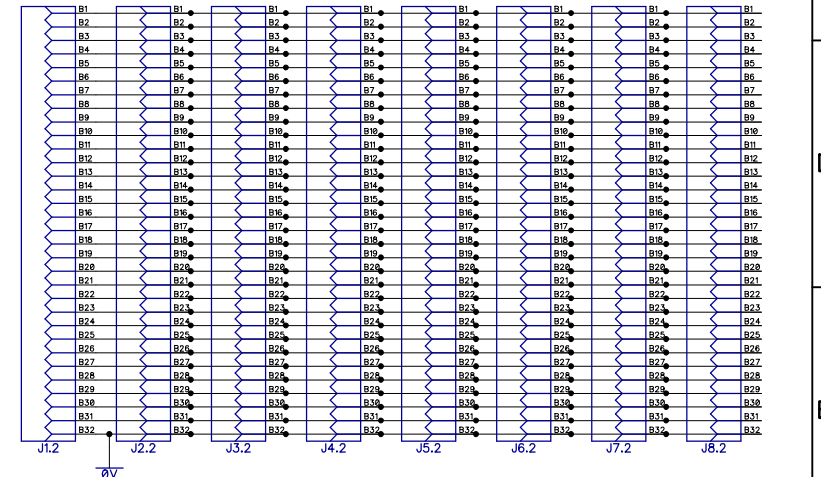 B1 B1 B1 B1 B1 B1 B1 B1
B2 B2 B2 B2 B2 B2 B2 B2
B3 B3 B3 B3 B3 B3 B3 B3
B4 B4 B4 B4 B4 B4 B4 B4
B5 B5 B5 B5 B5 B5 B5 B5
B6 B6 B6 B6 B6 B6 B6 B6
B7 B7 B7 B7 B7 B7 B7 B7
B8 B8 B8 B8 B8 B8 B8 B8
B9 B9 B9 B9 B9 B9 B9 B9
B10 B10 B10 B10 B10 B10 B10 B10
B11 B11 B11 B11 B11 B11 B11 B11
B12 B12 B12 B12 B12 B12 B12 B12
B13 B13 B13 B13 B13 B13 B13 B13
B14 B14 B14 B14 B14 B14 B14 B14
B15 B15 B15 B15 B15 B15 B15 B15
B16 B16 B16 B16 B16 B16 B16 B16
B17 B17 B17 B17 B17 B17 B17 B17
B18 B18 B18 B18 B18 B18 B18 B18
B19 B19 B19 B19 B19 B19 B19 B19
B20 B20 B20 B20 B20 B20 B20 B20
B21 B21 B21 B21 B21 B21 B21 B21
B22 B22 B22 B22 B22 B22 B22 B22
B23 B23 B23 B23 B23 B23 B23 B23
B24 B24 B24 B24 B24 B24 B24 B24
B25 B25 B25 B25 B25 B25 B25 B25
B26 B26 B26 B26 B26 B26 B26 B26
B27 B27 B27 B27 B27 B27 B27 B27
B28 B28 B28 B28 B28 B28 B28 B28
B29 B29 B29 B29 B29 B29 B29 B29
B30 B30 B30 B30 B30 B30 B30 B30
B31 B31 B31 B31 B31 B31 B31 B31
B32 B32 B32 B32 B32 B32 B32 B32
J1.2 J2.2 J3.2 J4.2 J5.2 J6.2 J7.2 J8.2
0V